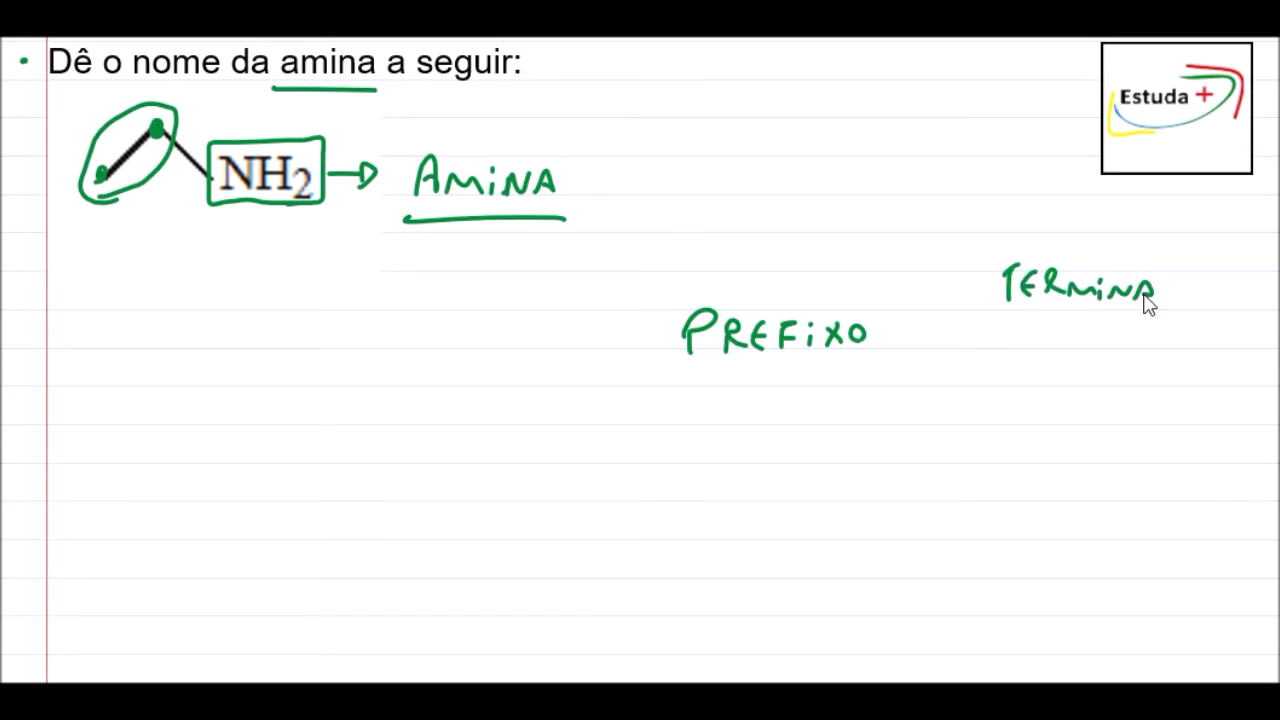 • Dê o nome da amina a seguir:
Estuda +
NH2 → AMiNA
TERMiNA
PREFiXO